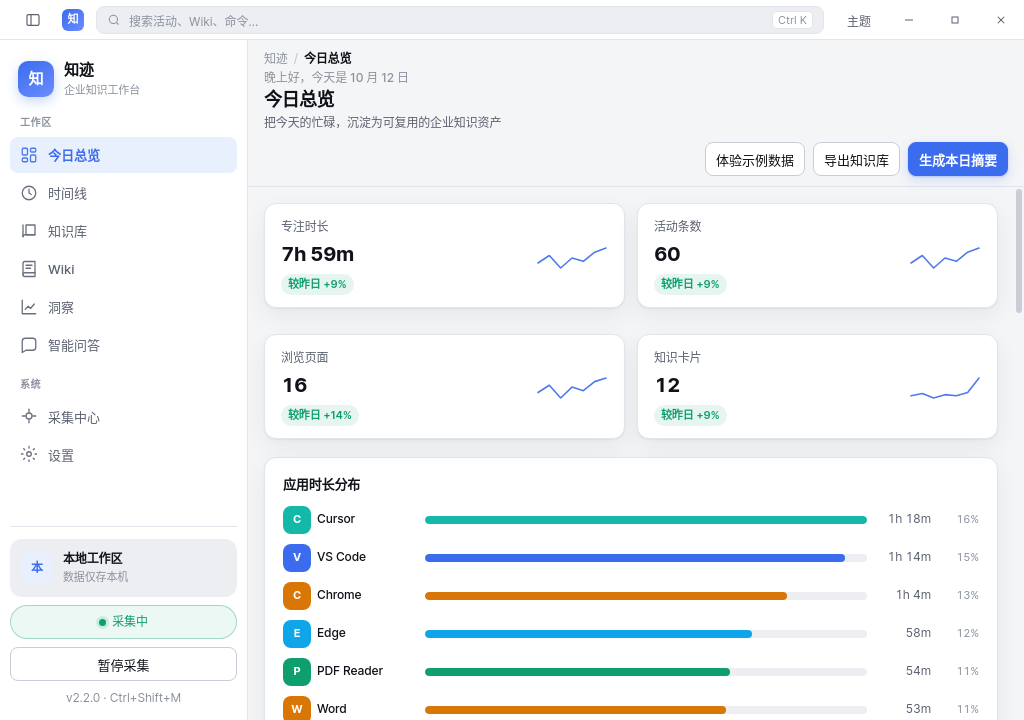 知
搜索活动、Wiki、命令...
Ctrl K
主题
知
知迹
企业知识工作台
工作区
今日总览
时间线
知识库
Wiki
洞察
智能问答
系统
采集中心
设置
本
本地工作区
数据仅存本机
采集中
暂停采集
v2.2.0 · Ctrl+Shift+M
知迹 / 今日总览
晚上好，今天是 10 月 12 日
今日总览
把今天的忙碌，沉淀为可复用的企业知识资产
体验示例数据
导出知识库
生成本日摘要
专注时长
7h 59m
较昨日 +9%
活动条数
60
较昨日 +9%
浏览页面
16
较昨日 +14%
知识卡片
12
较昨日 +9%
应用时长分布
C Cursor 1h 18m 16%
V VS Code 1h 14m 15%
C Chrome 1h 4m 13%
E Edge 58m 12%
P PDF Reader 54m 11%
W Word 53m 11%